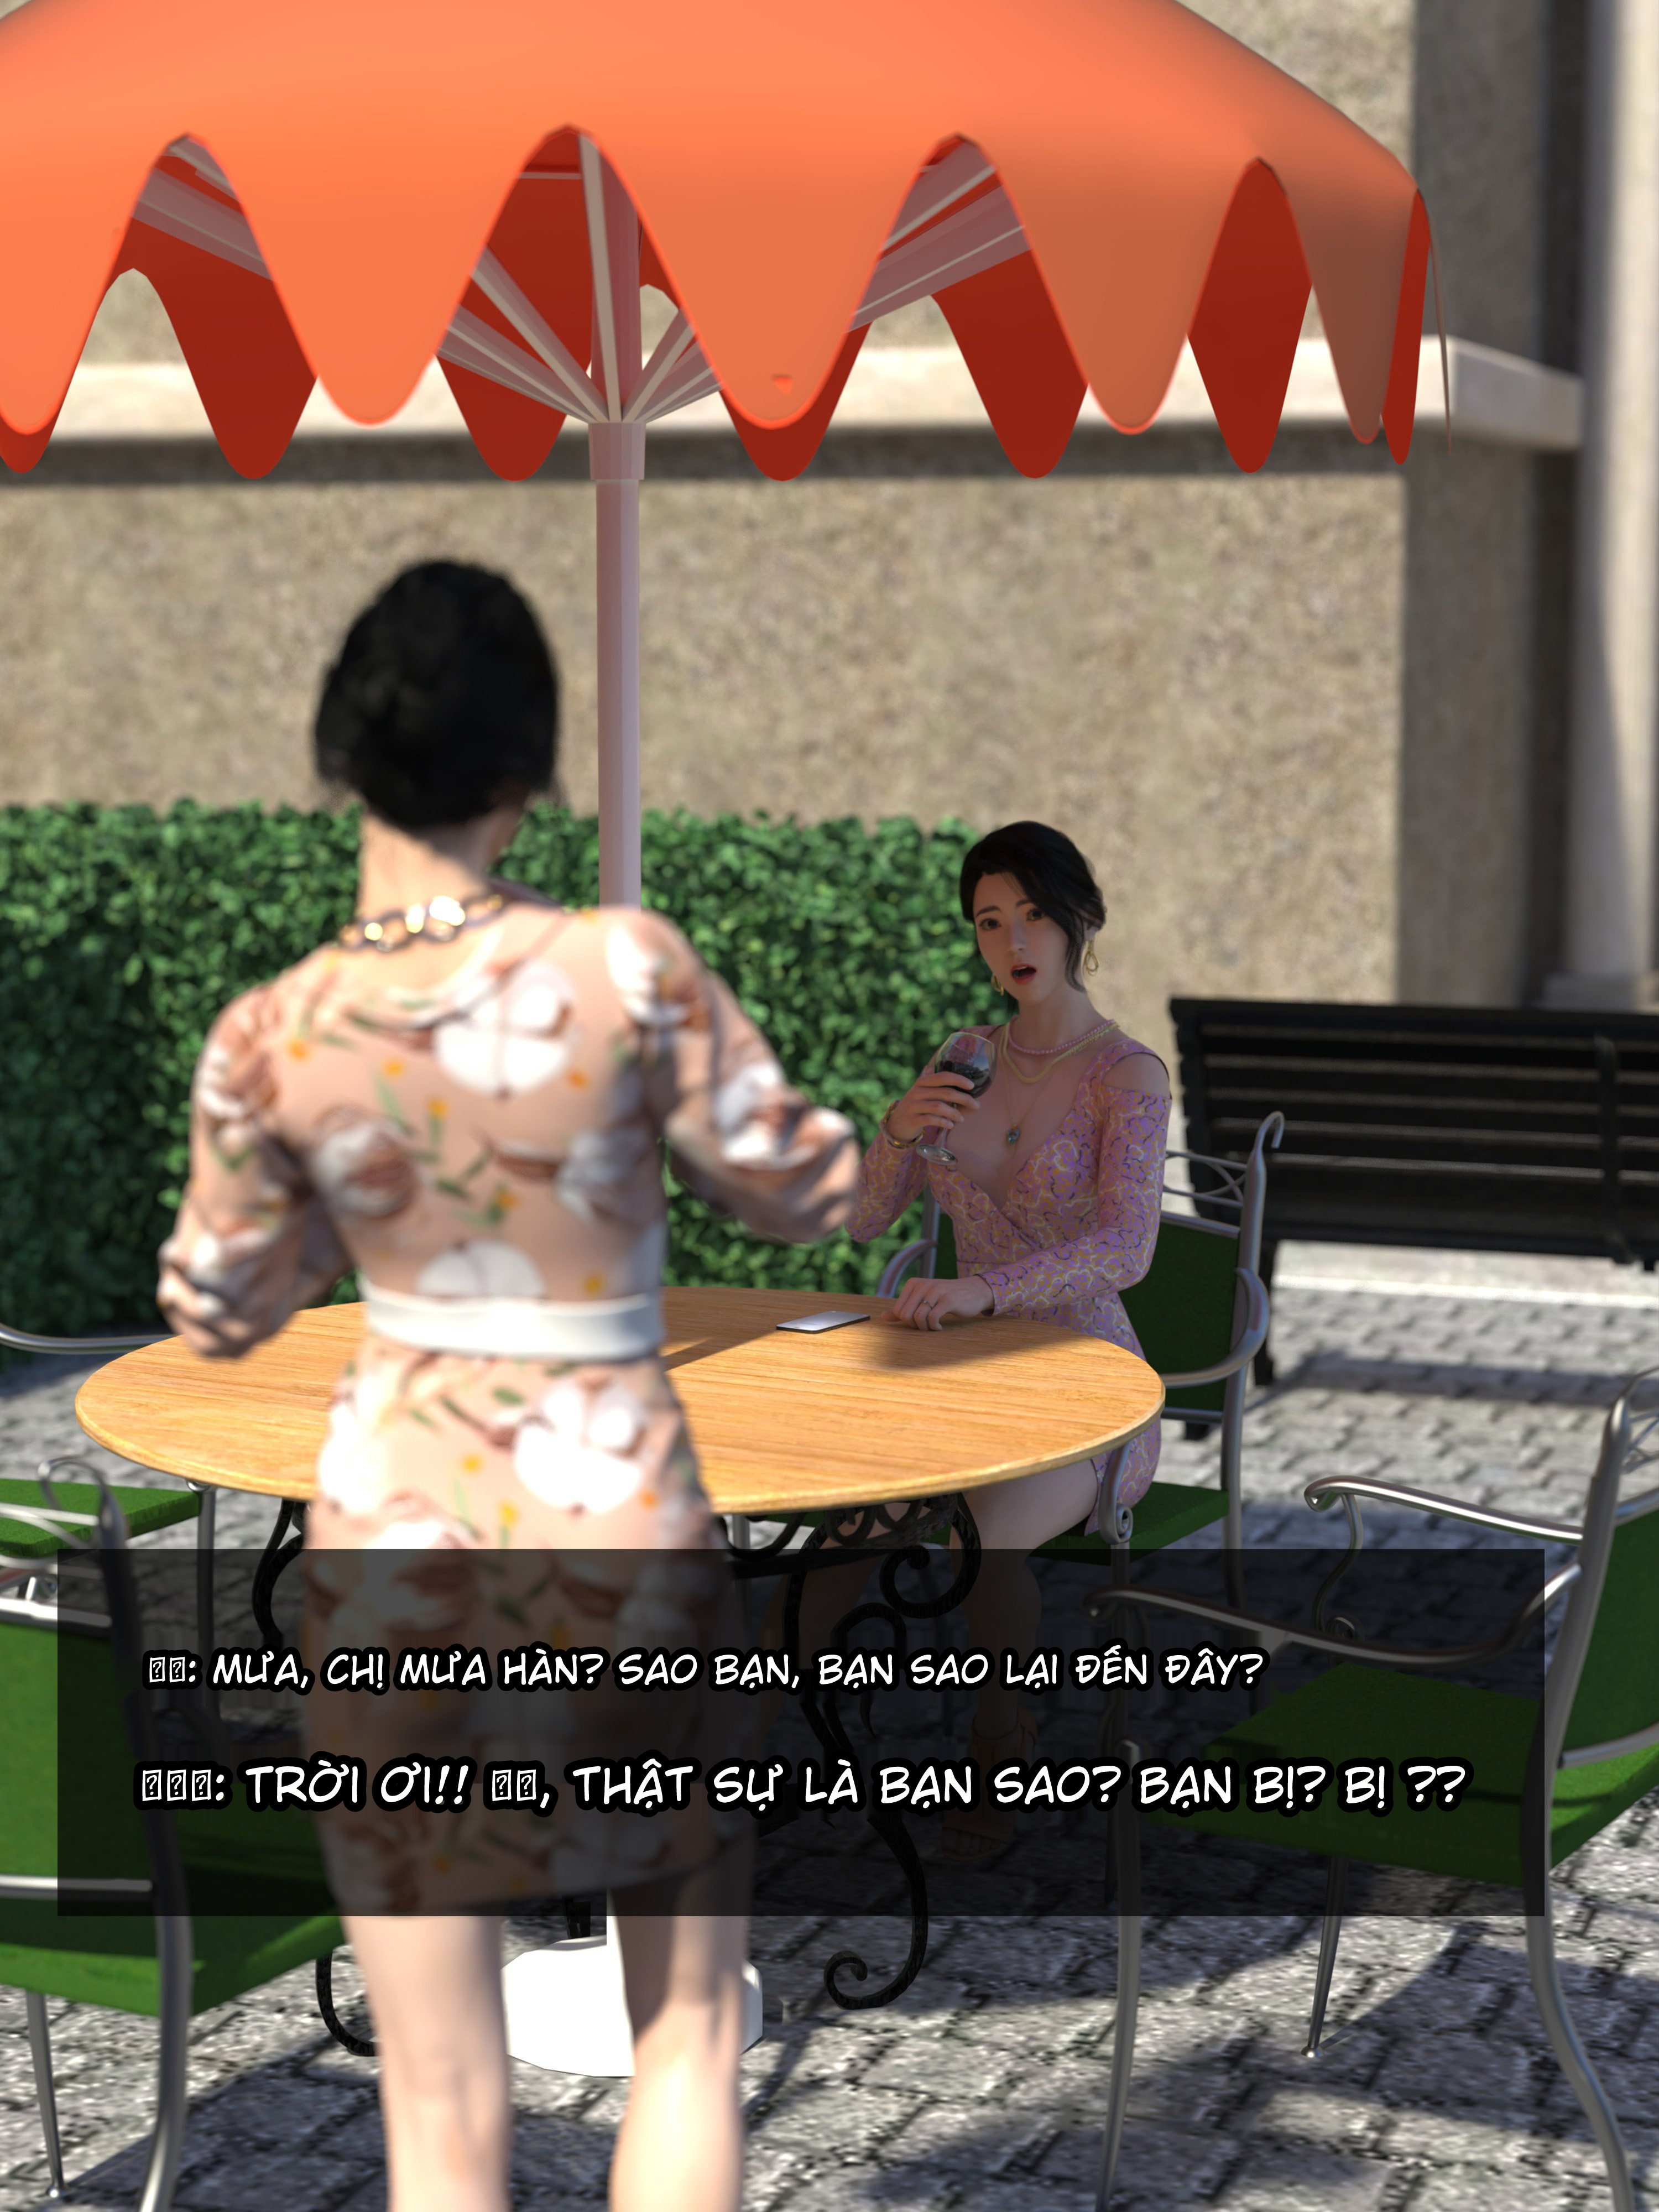 : MƯA, CHỊ MƯA HÀN? SAO BẠN, BẠN SAO LẠI ĐẾN ĐÂY?
: TRỜI ƠI!! , THẬT SỰ LÀ BẠN SAO? BẠN BỊ? BỊ ??